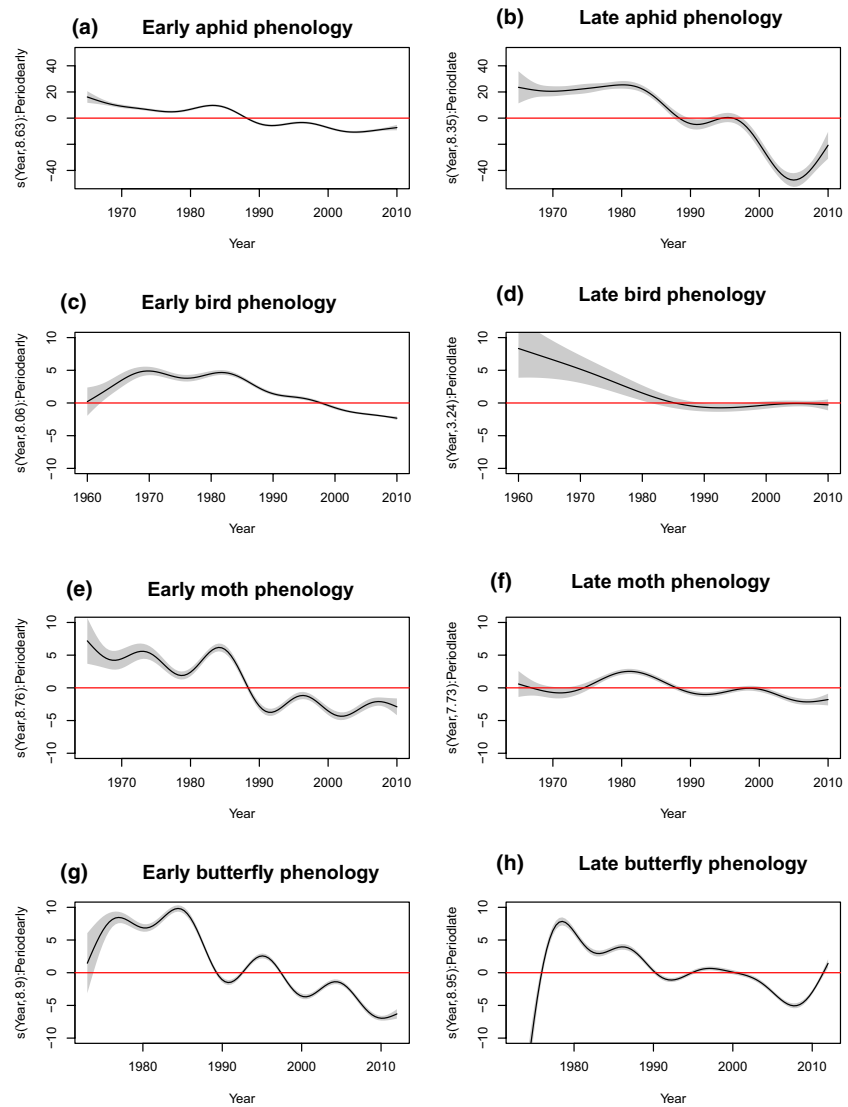 (a) Early aphid phenology
s(Year,8.63):Periodearly
40
20
0
−40
1970 1980 1990 2000 2010
Year
(b) Late aphid phenology
s(Year,8.35):Periodlate
40
20
0
−40
1970 1980 1990 2000 2010
Year
(c) Early bird phenology
s(Year,8.06):Periodearly
10
5
0
−5
−10
1960 1970 1980 1990 2000 2010
Year
(d) Late bird phenology
s(Year,3.24):Periodlate
10
5
0
−5
−10
1960 1970 1980 1990 2000 2010
Year
(e) Early moth phenology
s(Year,8.76):Periodearly
10
5
0
−5
−10
1970 1980 1990 2000 2010
Year
(f) Late moth phenology
s(Year,7.73):Periodlate
10
5
0
−5
−10
1970 1980 1990 2000 2010
Year
(g) Early butterfly phenology
s(Year,8.9):Periodearly
10
5
0
−5
−10
1980 1990 2000 2010
Year
(h) Late butterfly phenology
s(Year,8.95):Periodlate
10
5
0
−5
−10
1980 1990 2000 2010
Year